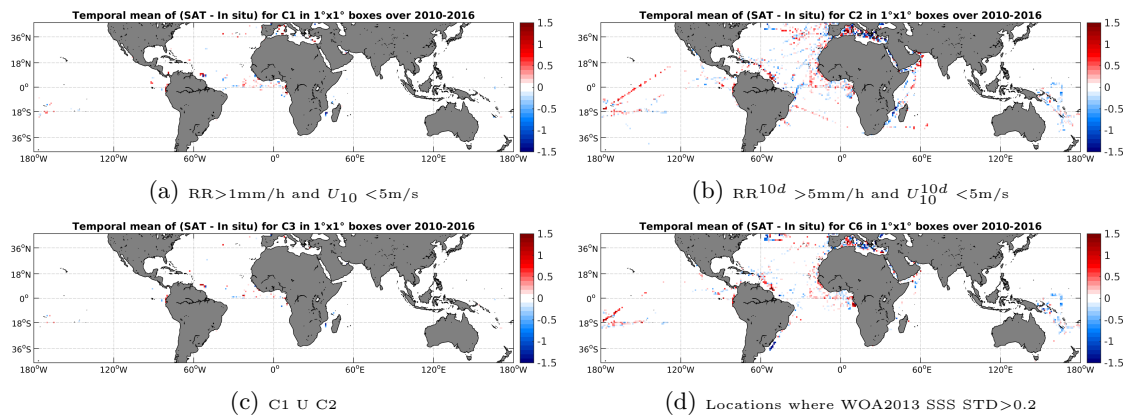 Temporal mean of (SAT - In situ) for C1 in 1°x1° boxes over 2010-2016
36°N
18°N
0°
18°S
36°S
180°W 120°W 60°W 0° 60°E 120°E 180°W
1.5
1
0.5
0
-0.5
-1
-1.5
(a) RR>1mm/h and U10 <5m/s
Temporal mean of (SAT - In situ) for C2 in 1°x1° boxes over 2010-2016
36°N
18°N
0°
18°S
36°S
180°W 120°W 60°W 0° 60°E 120°E 180°W
1.5
1
0.5
0
-0.5
-1
-1.5
(b) RR^10d >5mm/h and U10^10d <5m/s
Temporal mean of (SAT - In situ) for C3 in 1°x1° boxes over 2010-2016
36°N
18°N
0°
18°S
36°S
180°W 120°W 60°W 0° 60°E 120°E 180°W
1.5
1
0.5
0
-0.5
-1
-1.5
(c) C1 U C2
Temporal mean of (SAT - In situ) for C6 in 1°x1° boxes over 2010-2016
36°N
18°N
0°
18°S
36°S
180°W 120°W 60°W 0° 60°E 120°E 180°W
1.5
1
0.5
0
-0.5
-1
-1.5
(d) Locations where WOA2013 SSS STD>0.2